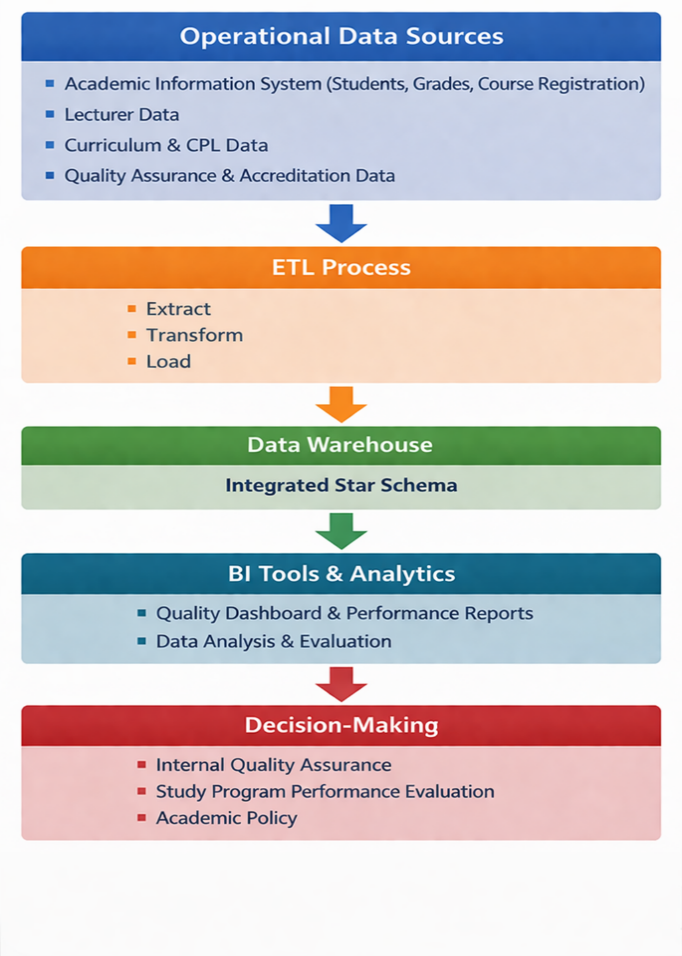 Operational Data Sources
Academic Information System (Students, Grades, Course Registration)
Lecturer Data
Curriculum & CPL Data
Quality Assurance & Accreditation Data
ETL Process
Extract
Transform
Load
Data Warehouse
Integrated Star Schema
BI Tools & Analytics
Quality Dashboard & Performance Reports
Data Analysis & Evaluation
Decision-Making
Internal Quality Assurance
Study Program Performance Evaluation
Academic Policy